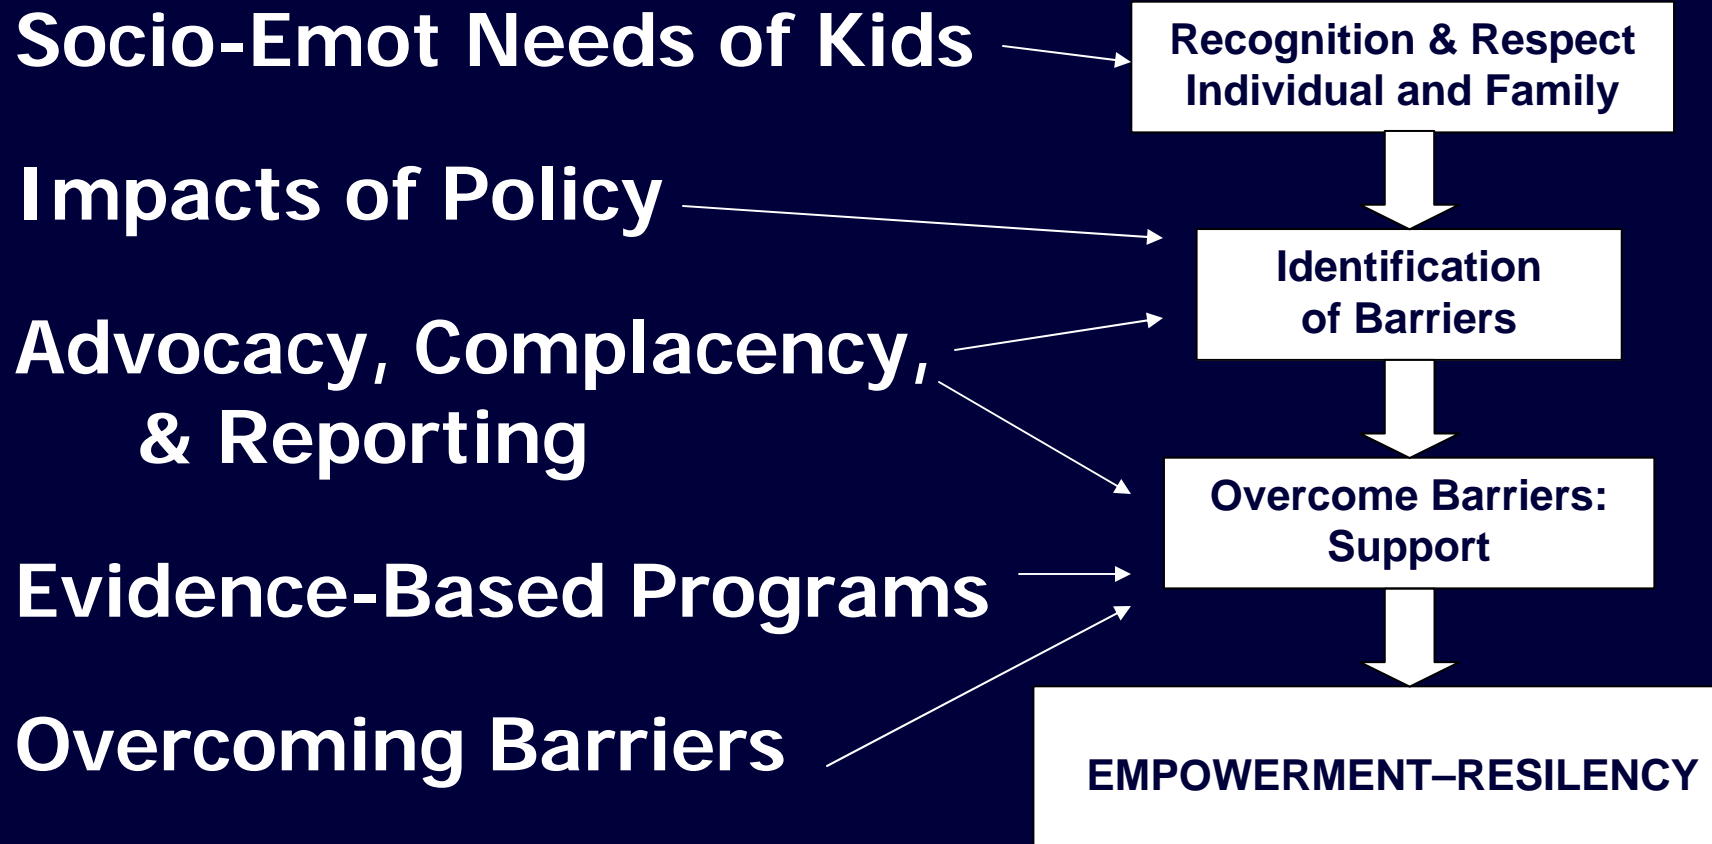 Socio-Emot Needs of Kids
Impacts of Policy
Advocacy, Complacency,
& Reporting
Evidence-Based Programs
Overcoming Barriers
Recognition & Respect
Individual and Family
Identification
of Barriers
Overcome Barriers:
Support
EMPOWERMENT–RESILENCY